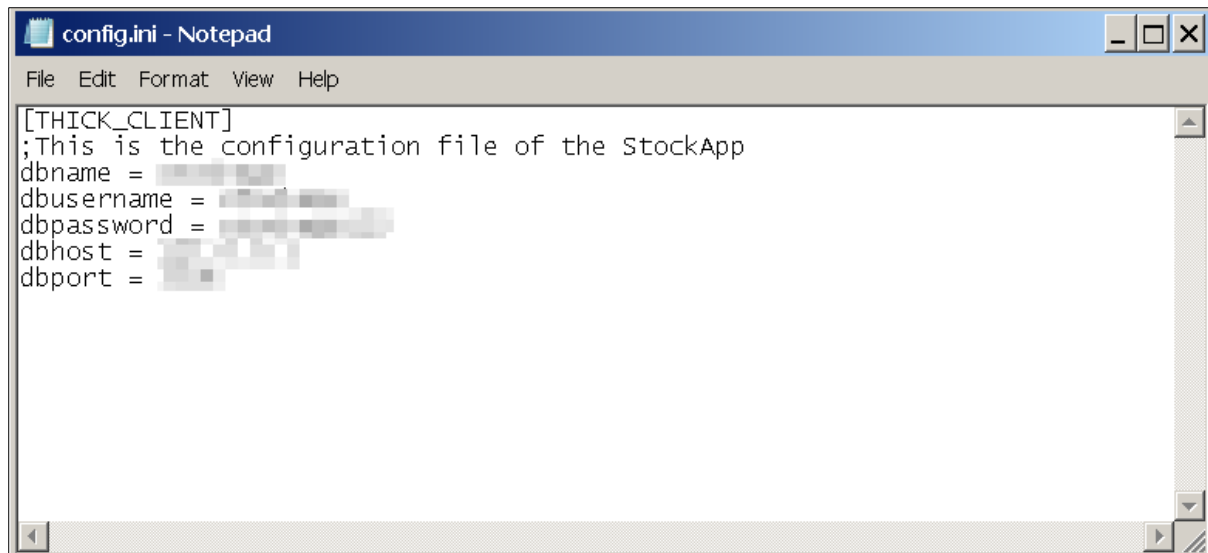 config.ini - Notepad
File Edit Format View Help
[THICK_CLIENT]
;This is the configuration file of the StockApp
dbname =
dbusername =
dbpassword =
dbhost =
dbport =